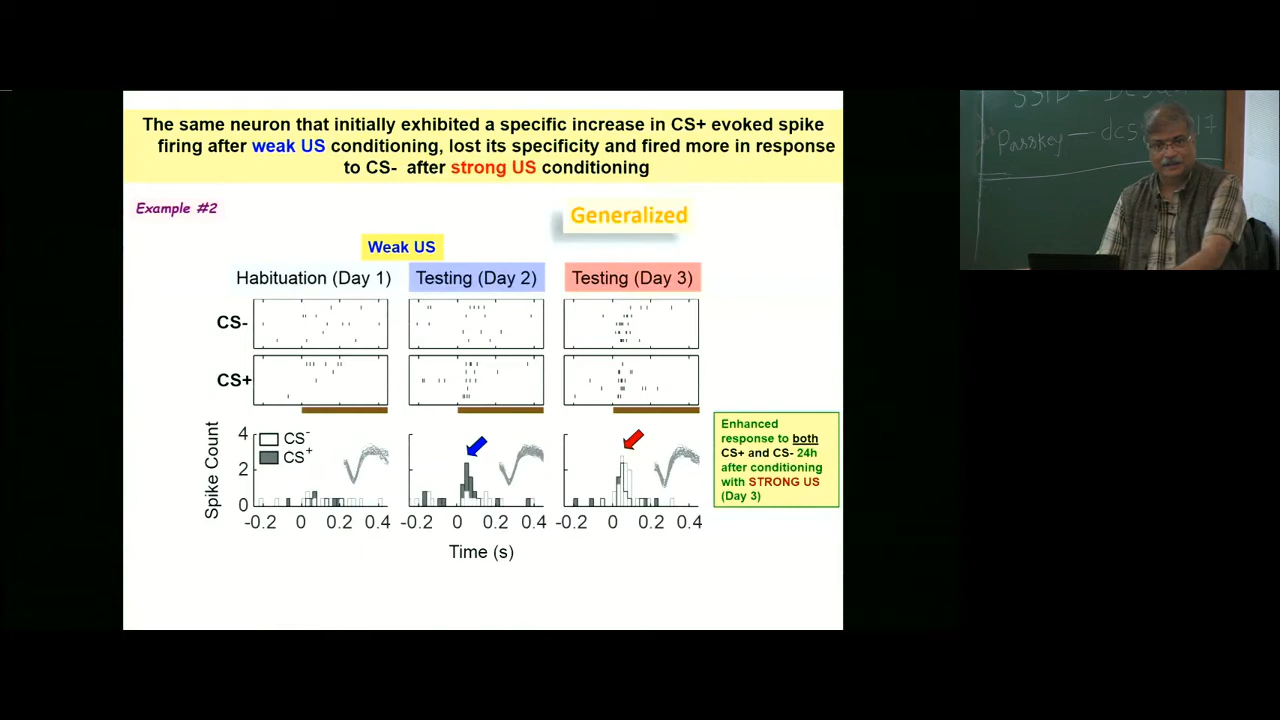 The same neuron that initially exhibited a specific increase in CS+ evoked spike
firing after weak US conditioning, lost its specificity and fired more in response
to CS- after strong US conditioning
Example #2
Generalized
Weak US
Habituation (Day 1)
Testing (Day 2)
Testing (Day 3)
CS-
CS+
Spike Count
4
2
0
CS-
CS+
-0.2 0 0.2 0.4
-0.2 0 0.2 0.4
-0.2 0 0.2 0.4
Time (s)
Enhanced
response to both
CS+ and CS- 24h
after conditioning
with STRONG US
(Day 3)
Passkey —